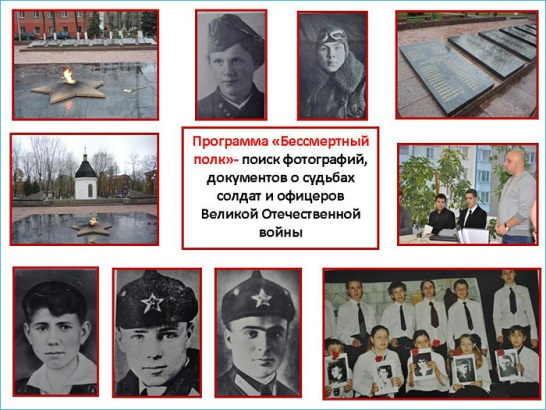 Программа «Бессмертный
полк»- поиск фотографий,
документов о судьбах
солдат и офицеров
Великой Отечественной
войны